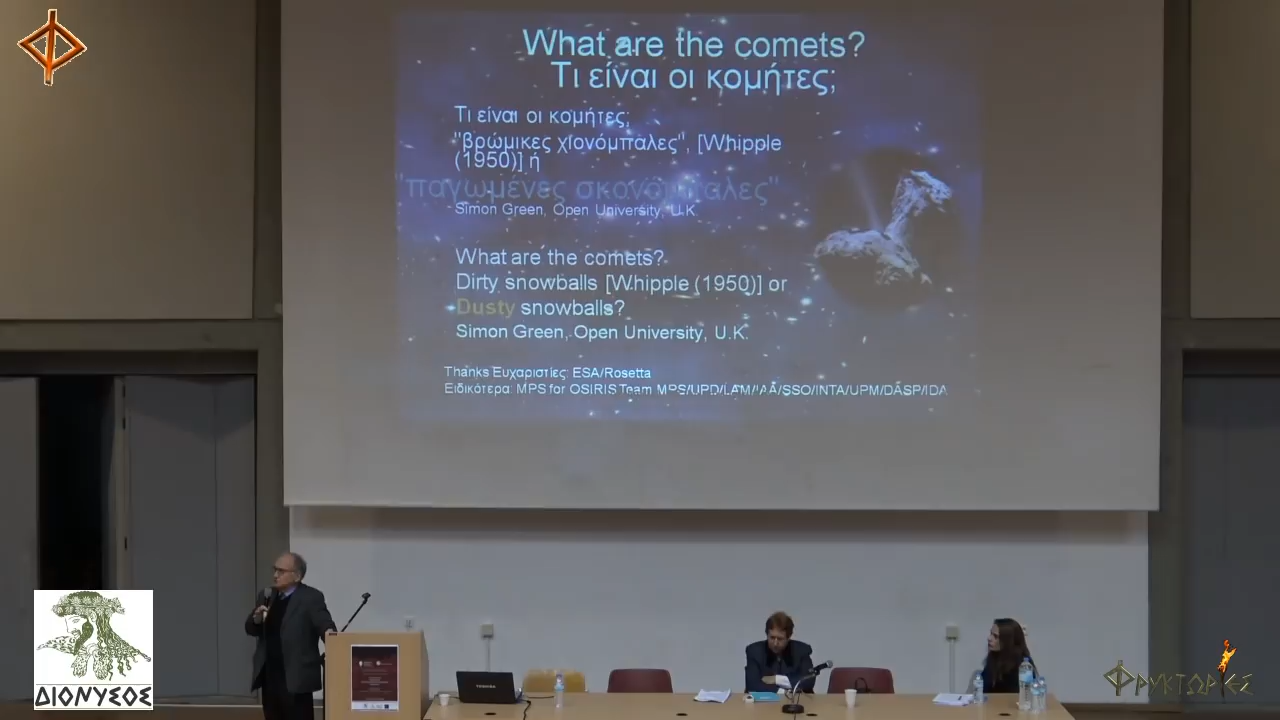 What are the comets?
Τι είναι οι κομήτες;
Τι είναι οι κομήτες;
"βρώμικες χιονόμπαλες", [Whipple
(1950)] ή
"παγωμένες σκονόμπαλες"
Simon Green, Open University, U.K.
What are the comets?
Dirty snowballs [Whipple (1950)] or
Dusty snowballs?
Simon Green, Open University, U.K.
Thanks Ευχαριστίες: ESA/Rosetta
Ειδικότερα: MPS for OSIRIS Team MPS/UPD/LAM/IAA/SSO/INTA/UPM/DASP/IDA
TOSHIBA
ΔΙΟΝΥΣΟΣ
ΦΡΥΚΤΩΡΙΕΣ